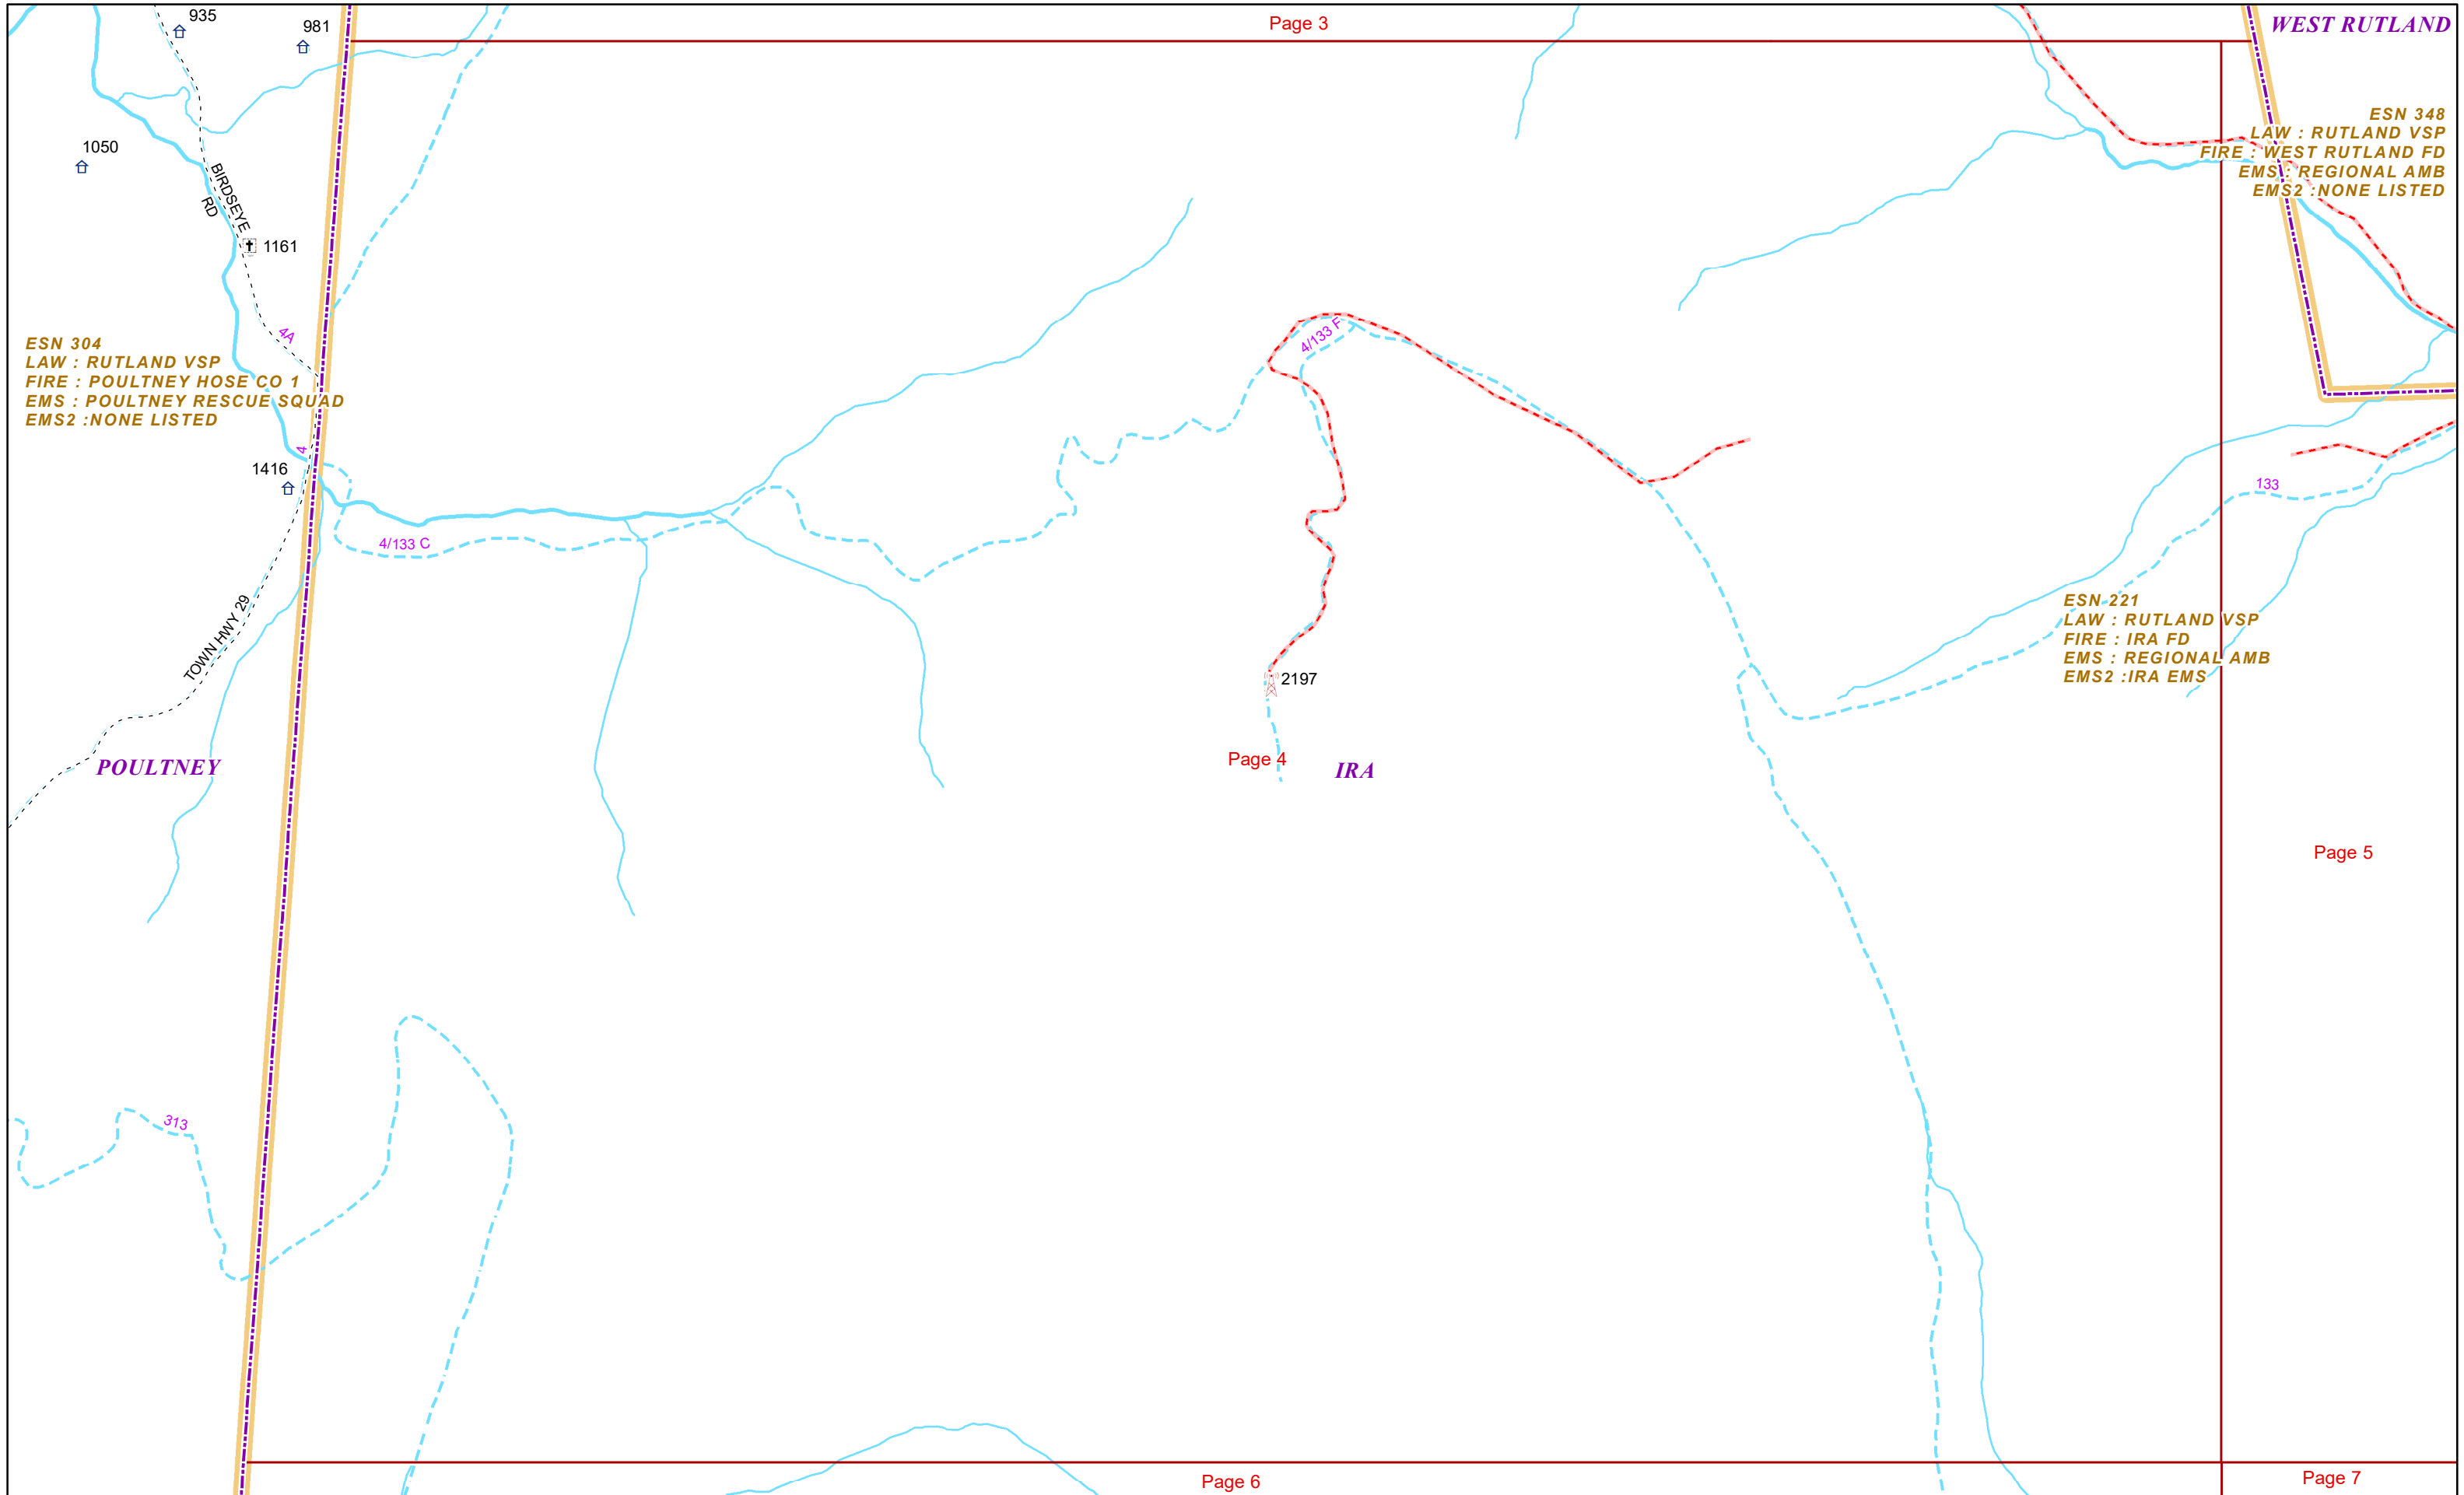 935
981
Page 3
WEST RUTLAND
1050
ESN 348
LAW : RUTLAND VSP
FIRE : WEST RUTLAND FD
EMS : REGIONAL AMB
EMS2 :NONE LISTED
BIRDSEYE
RD
1161
4A
4/133 F
ESN 304
LAW : RUTLAND VSP
FIRE : POULTNEY HOSE CO 1
EMS : POULTNEY RESCUE SQUAD
EMS2 :NONE LISTED
4
1416
133
4/133 C
TOWN HWY 29
ESN 221
LAW : RUTLAND VSP
FIRE : IRA FD
EMS : REGIONAL AMB
EMS2 :IRA EMS
2197
Page 4
IRA
POULTNEY
Page 5
313
Page 6
Page 7